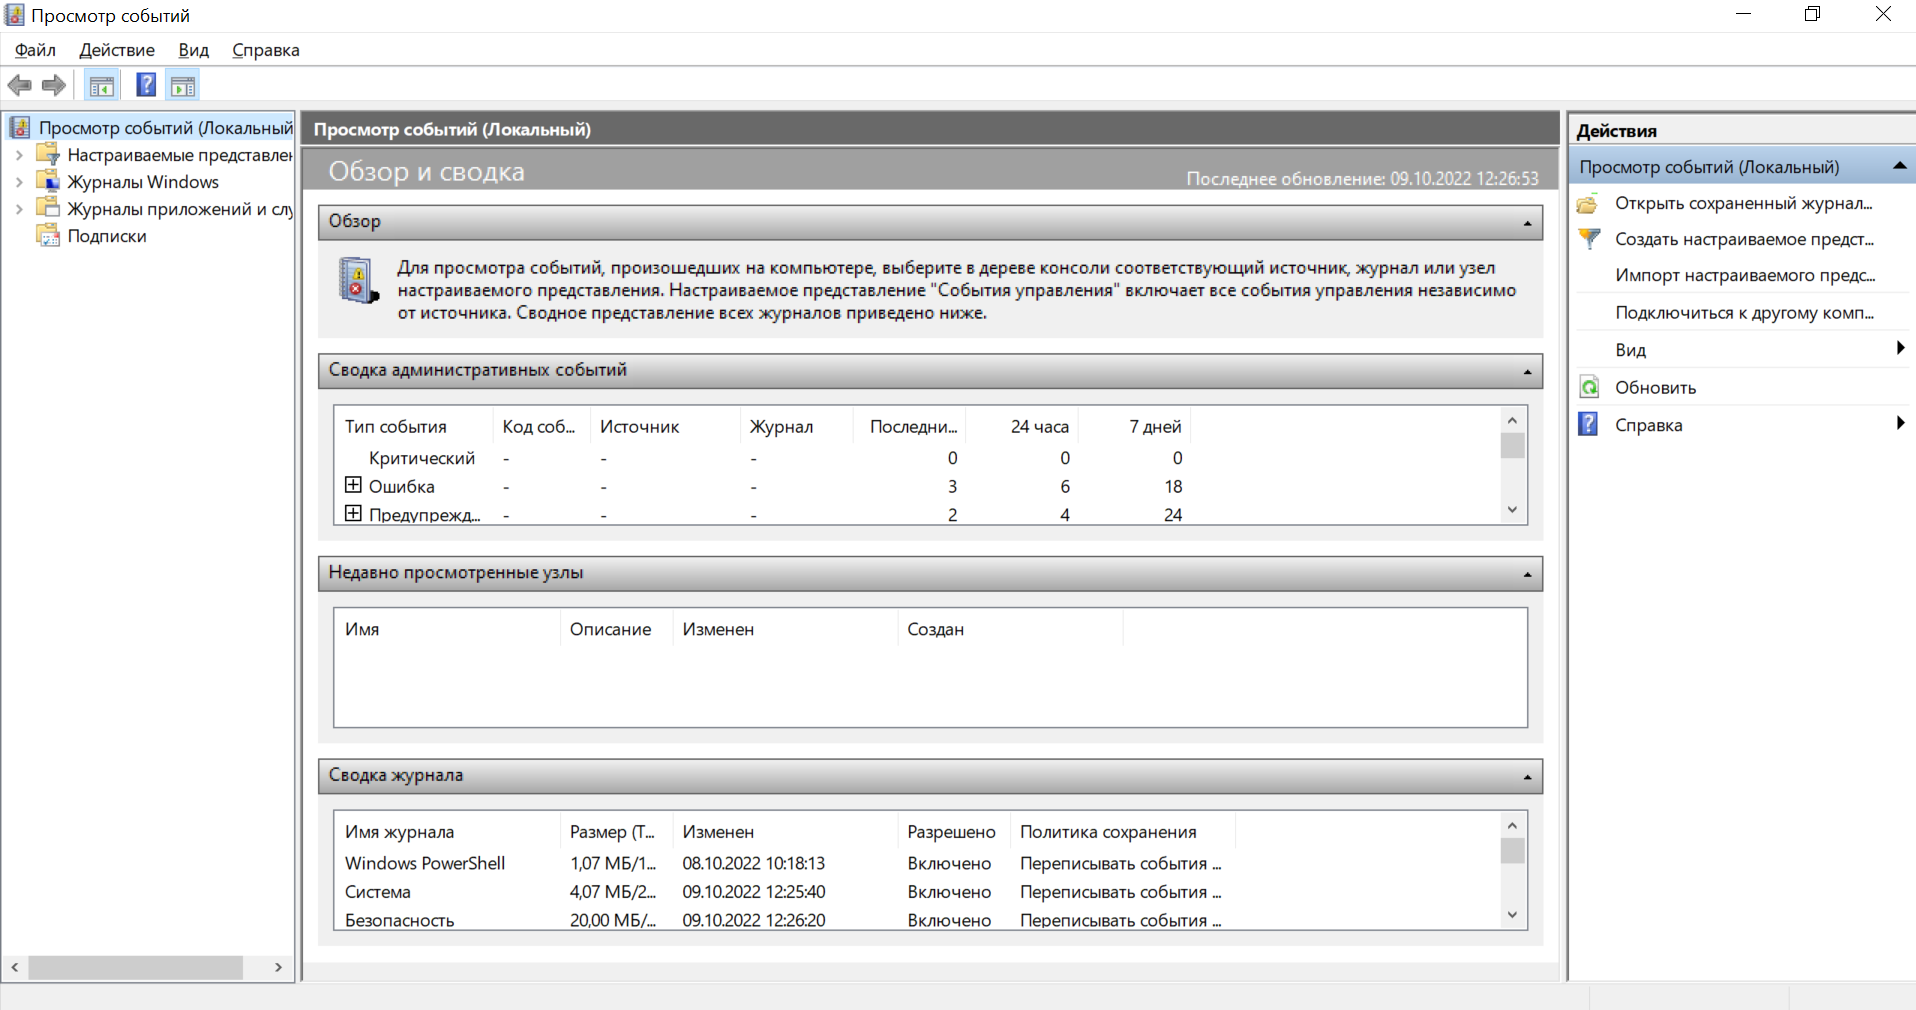 Просмотр событий
Файл Действие Вид Справка
Просмотр событий (Локальный
Настраиваемые представлен
Журналы Windows
Журналы приложений и слу
Подписки
Просмотр событий (Локальный)
Обзор и сводка
Последнее обновление: 09.10.2022 12:26:53
Обзор
Для просмотра событий, произошедших на компьютере, выберите в дереве консоли соответствующий источник, журнал или узел
настраиваемого представления. Настраиваемое представление "События управления" включает все события управления независимо
от источника. Сводное представление всех журналов приведено ниже.
Сводка административных событий
Тип события Код соб... Источник Журнал Последни... 24 часа 7 дней
Критический - - - 0 0 0
Ошибка - - - 3 6 18
Предупрежд... - - - 2 4 24
Недавно просмотренные узлы
Имя Описание Изменен Создан
Сводка журнала
Имя журнала Размер (Т... Изменен Разрешено Политика сохранения
Windows PowerShell 1,07 МБ/1... 08.10.2022 10:18:13 Включено Переписывать события ...
Система 4,07 МБ/2... 09.10.2022 12:25:40 Включено Переписывать события ...
Безопасность 20,00 МБ/... 09.10.2022 12:26:20 Включено Переписывать события ...
Действия
Просмотр событий (Локальный)
Открыть сохраненный журнал...
Создать настраиваемое предст...
Импорт настраиваемого предс...
Подключиться к другому комп...
Вид
Обновить
Справка